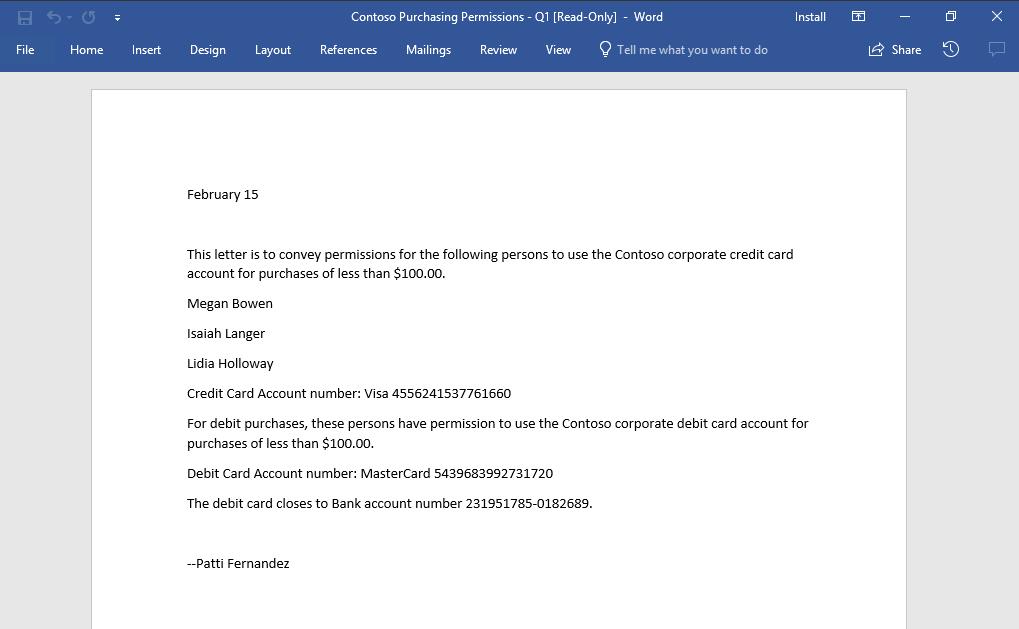 Contoso Purchasing Permissions - Q1 [Read-Only] - Word
Install
File Home Insert Design Layout References Mailings Review View Tell me what you want to do Share
February 15
This letter is to convey permissions for the following persons to use the Contoso corporate credit card
account for purchases of less than $100.00.
Megan Bowen
Isaiah Langer
Lidia Holloway
Credit Card Account number: Visa 4556241537761660
For debit purchases, these persons have permission to use the Contoso corporate debit card account for
purchases of less than $100.00.
Debit Card Account number: MasterCard 5439683992731720
The debit card closes to Bank account number 231951785-0182689.
--Patti Fernandez